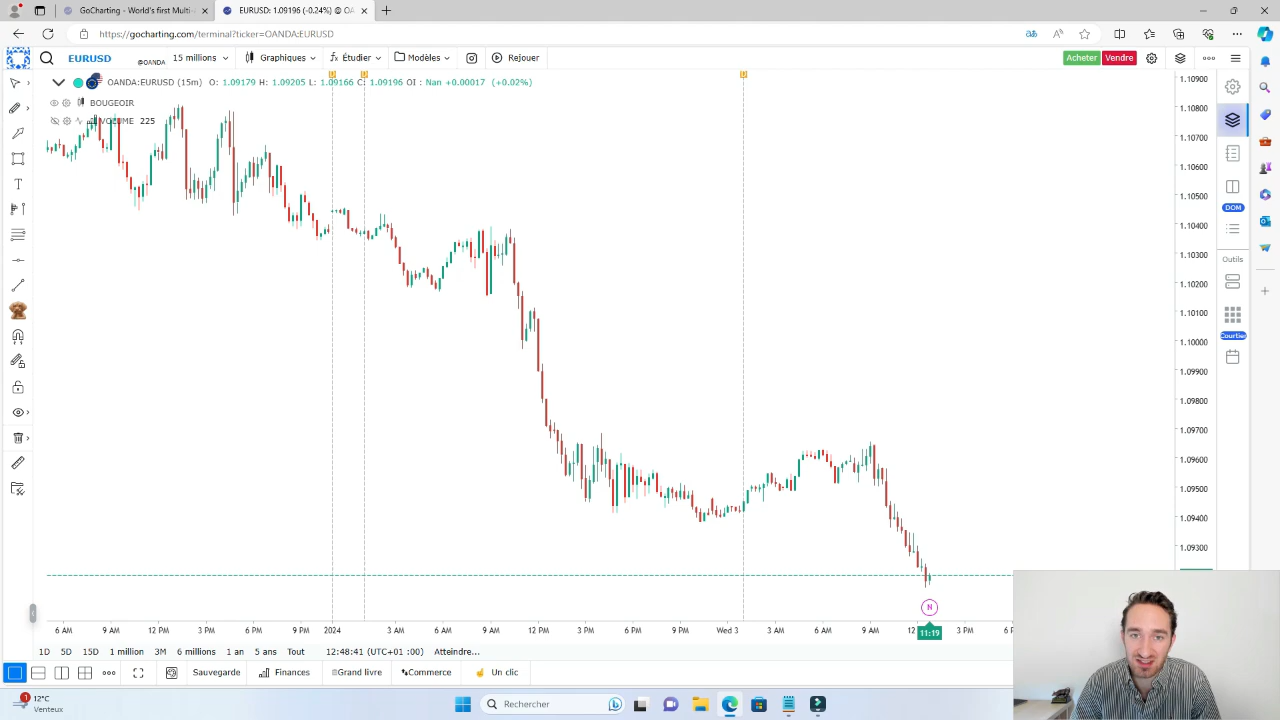 GoCharting - World's first Multi-
EURUSD: 1.09196 (-0.24%) @ OA
https://gocharting.com/terminal?ticker=OANDA:EURUSD
EURUSD @OANDA 15 millions Graphiques Études Modèles Rejouer Acheter Vendre
OANDA:EURUSD (15m) O: 1.09179 H: 1.09205 L: 1.09166 C: 1.09196 OI : Nan +0.00017 (+0.02%)
BOUGEOIR
VOLUME 225
D D D
1.10900
1.10800
1.10700
1.10600
1.10500
1.10400
1.10300
1.10200
1.10100
1.10000
1.09900
1.09800
1.09700
1.09600
1.09500
1.09400
1.09300
DOM
Outils
Courtier
N
6 AM 9 AM 12 PM 3 PM 6 PM 9 PM 2024 3 AM 6 AM 9 AM 12 PM 3 PM 6 PM 9 PM Wed 3 3 AM 6 AM 9 AM 12 3 PM
11:19
1D 5D 15D 1 million 3M 6 millions 1 an 5 ans Tout 12:48:41 (UTC+01 :00) Atteindre...
Sauvegarde Finances Grand livre Commerce Un clic
1
12°C
Venteux
Rechercher